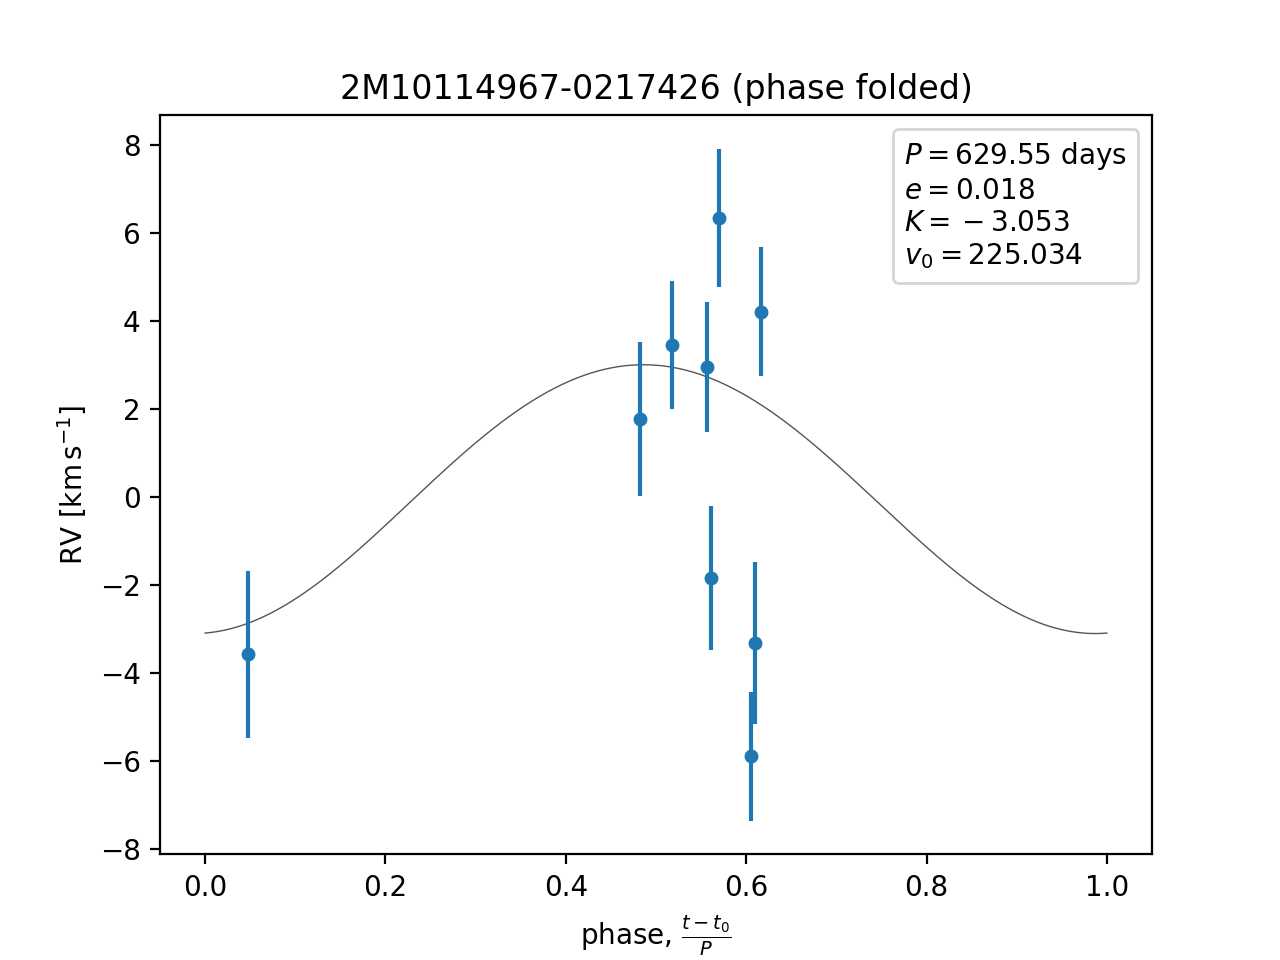 2M10114967-0217426 (phase folded)
P = 629.55 days
e = 0.018
K = − 3.053
v₀ = 225.034
8
6
4
2
0
−2
−4
−6
−8
RV [km s⁻¹]
0.0 0.2 0.4 0.6 0.8 1.0
phase, (t − t₀)/P